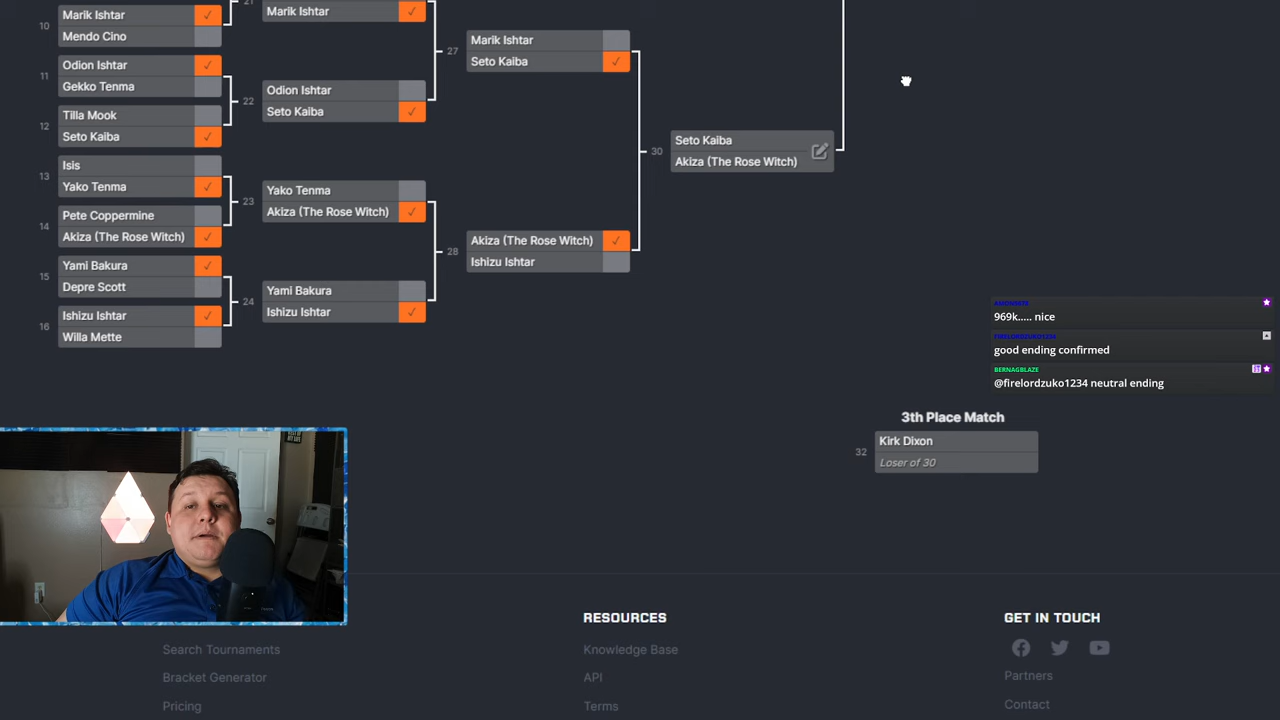 21
10
Marik Ishtar ✓
Mendo Cino
Marik Ishtar ✓
11
Odion Ishtar ✓
Gekko Tenma
22
Odion Ishtar
Seto Kaiba ✓
12
Tilla Mook
Seto Kaiba ✓
27
Marik Ishtar
Seto Kaiba ✓
13
Isis
Yako Tenma ✓
23
Yako Tenma
Akiza (The Rose Witch) ✓
14
Pete Coppermine
Akiza (The Rose Witch) ✓
28
Akiza (The Rose Witch) ✓
Ishizu Ishtar
15
Yami Bakura ✓
Depre Scott
24
Yami Bakura
Ishizu Ishtar ✓
16
Ishizu Ishtar ✓
Willa Mette
30
Seto Kaiba
Akiza (The Rose Witch)
969k..... nice
good ending confirmed
BERNAGBLAZE
@firelordzuko1234 neutral ending
3th Place Match
32
Kirk Dixon
Loser of 30
RESOURCES
GET IN TOUCH
Search Tournaments
Knowledge Base
Bracket Generator
API
Partners
Pricing
Terms
Contact